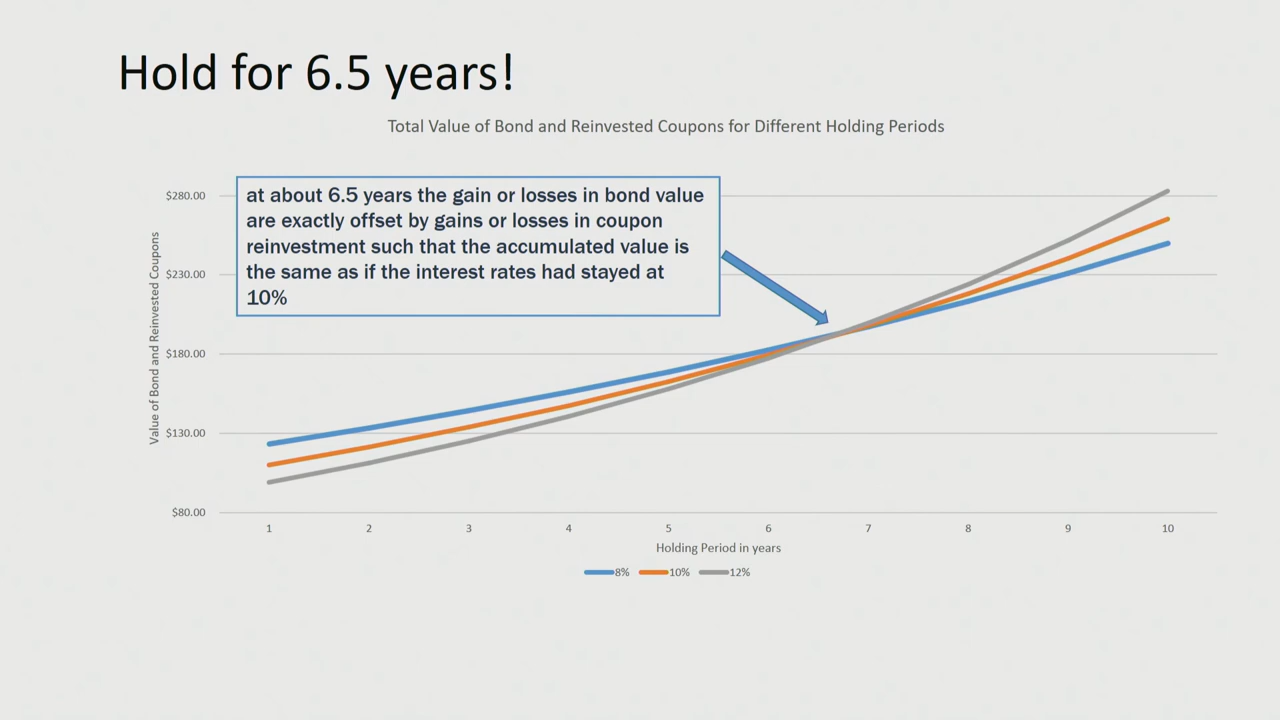 Hold for 6.5 years!
Total Value of Bond and Reinvested Coupons for Different Holding Periods
at about 6.5 years the gain or losses in bond value
are exactly offset by gains or losses in coupon
reinvestment such that the accumulated value is
the same as if the interest rates had stayed at
10%
Value of Bond and Reinvested Coupons
$280.00
$230.00
$180.00
$130.00
$80.00
1 2 3 4 5 6 7 8 9 10
Holding Period in years
8% 10% 12%